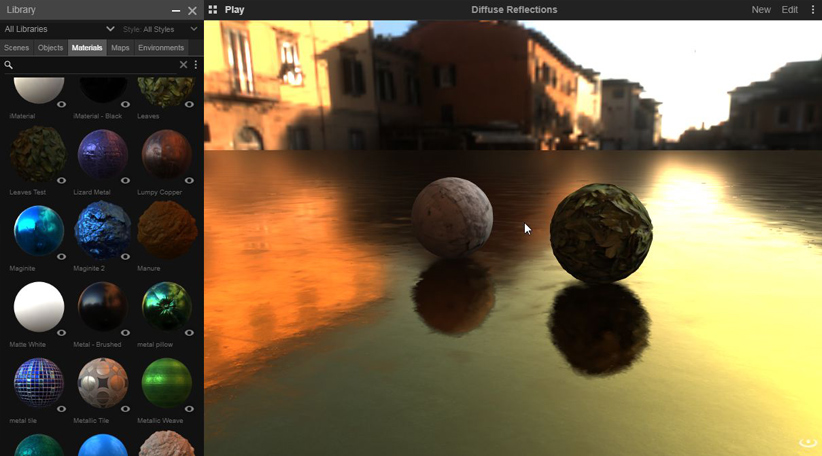 Library
Play
Diffuse Reflections
New
Edit
All Libraries
Style: All Styles
Scenes
Objects
Materials
Maps
Environments
iMaterial
iMaterial - Black
Leaves
Leaves Test
Lizard Metal
Lumpy Copper
Maginite
Maginite 2
Manure
Matte White
Metal - Brushed
metal pillow
metal tile
Metallic Tile
Metallic Weave